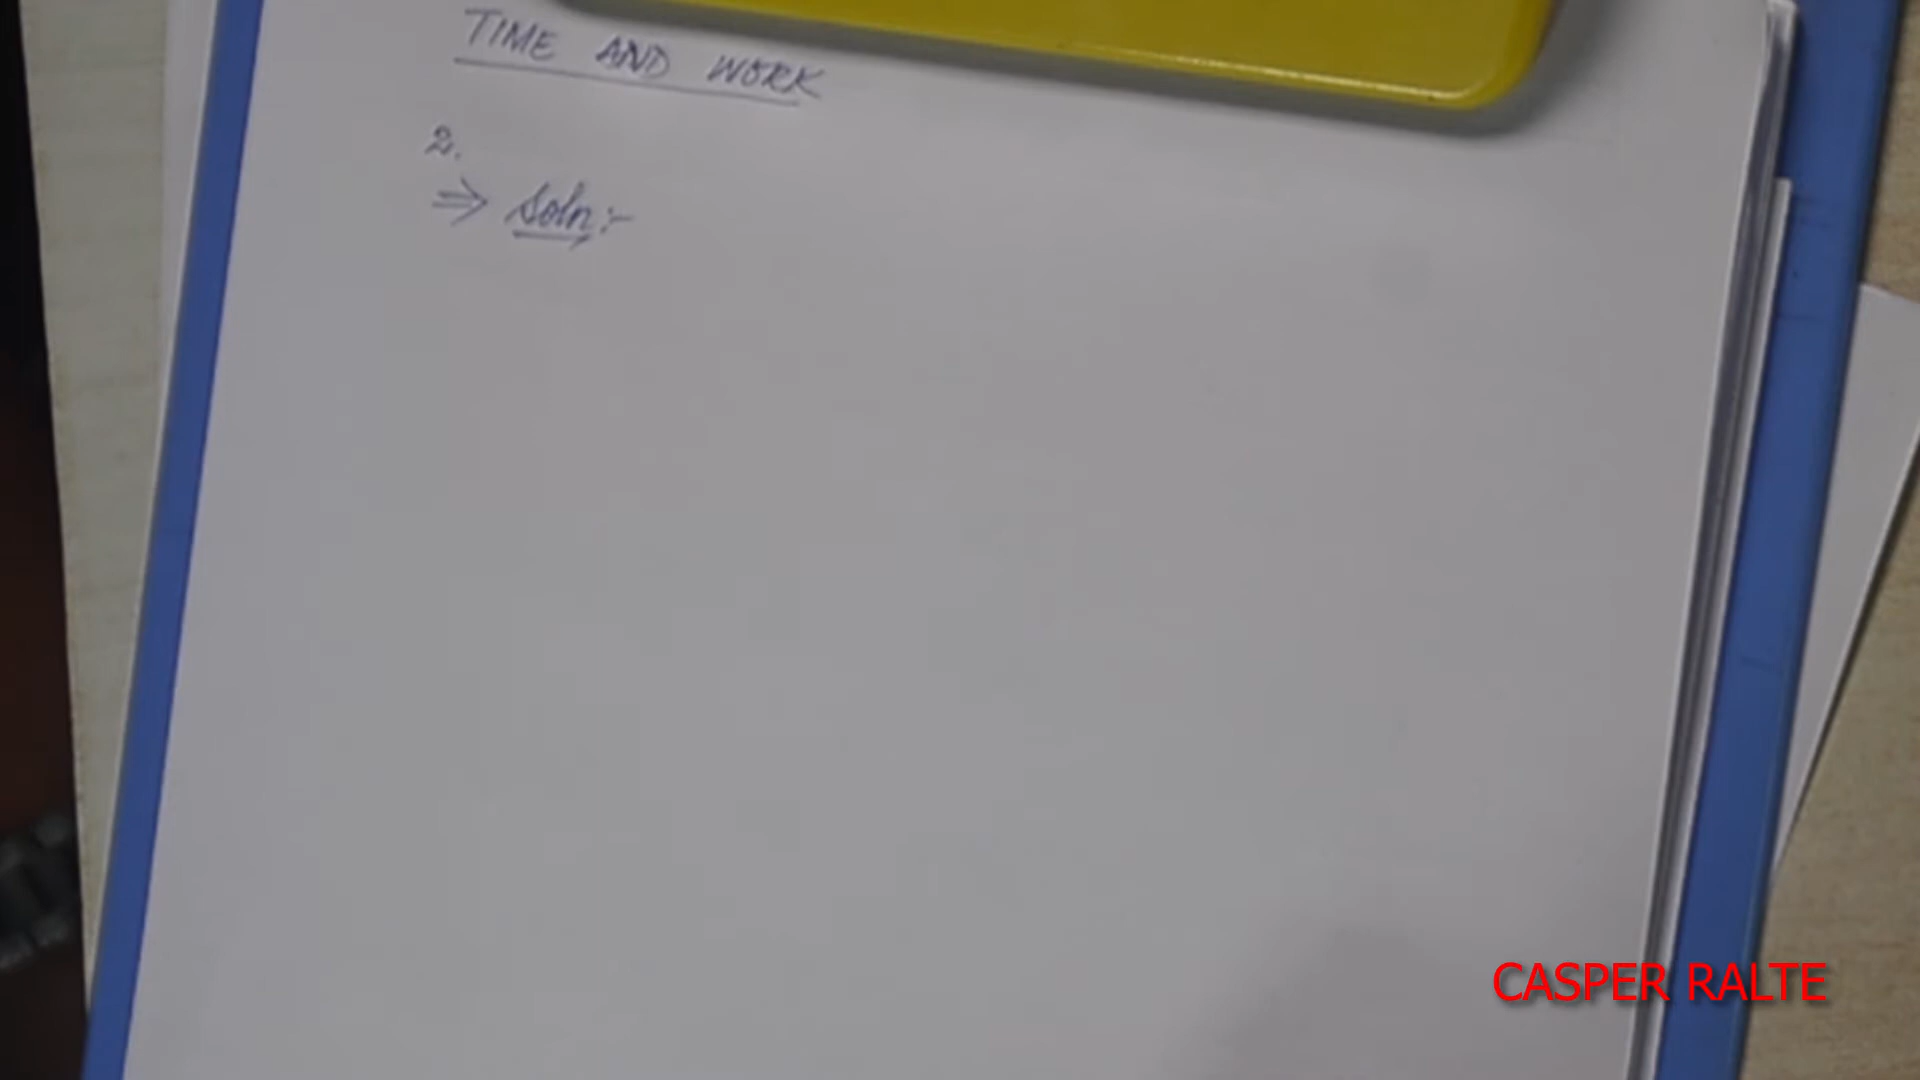 TIME AND WORK
2.
⇒ Soln:-
CASPER RALTE